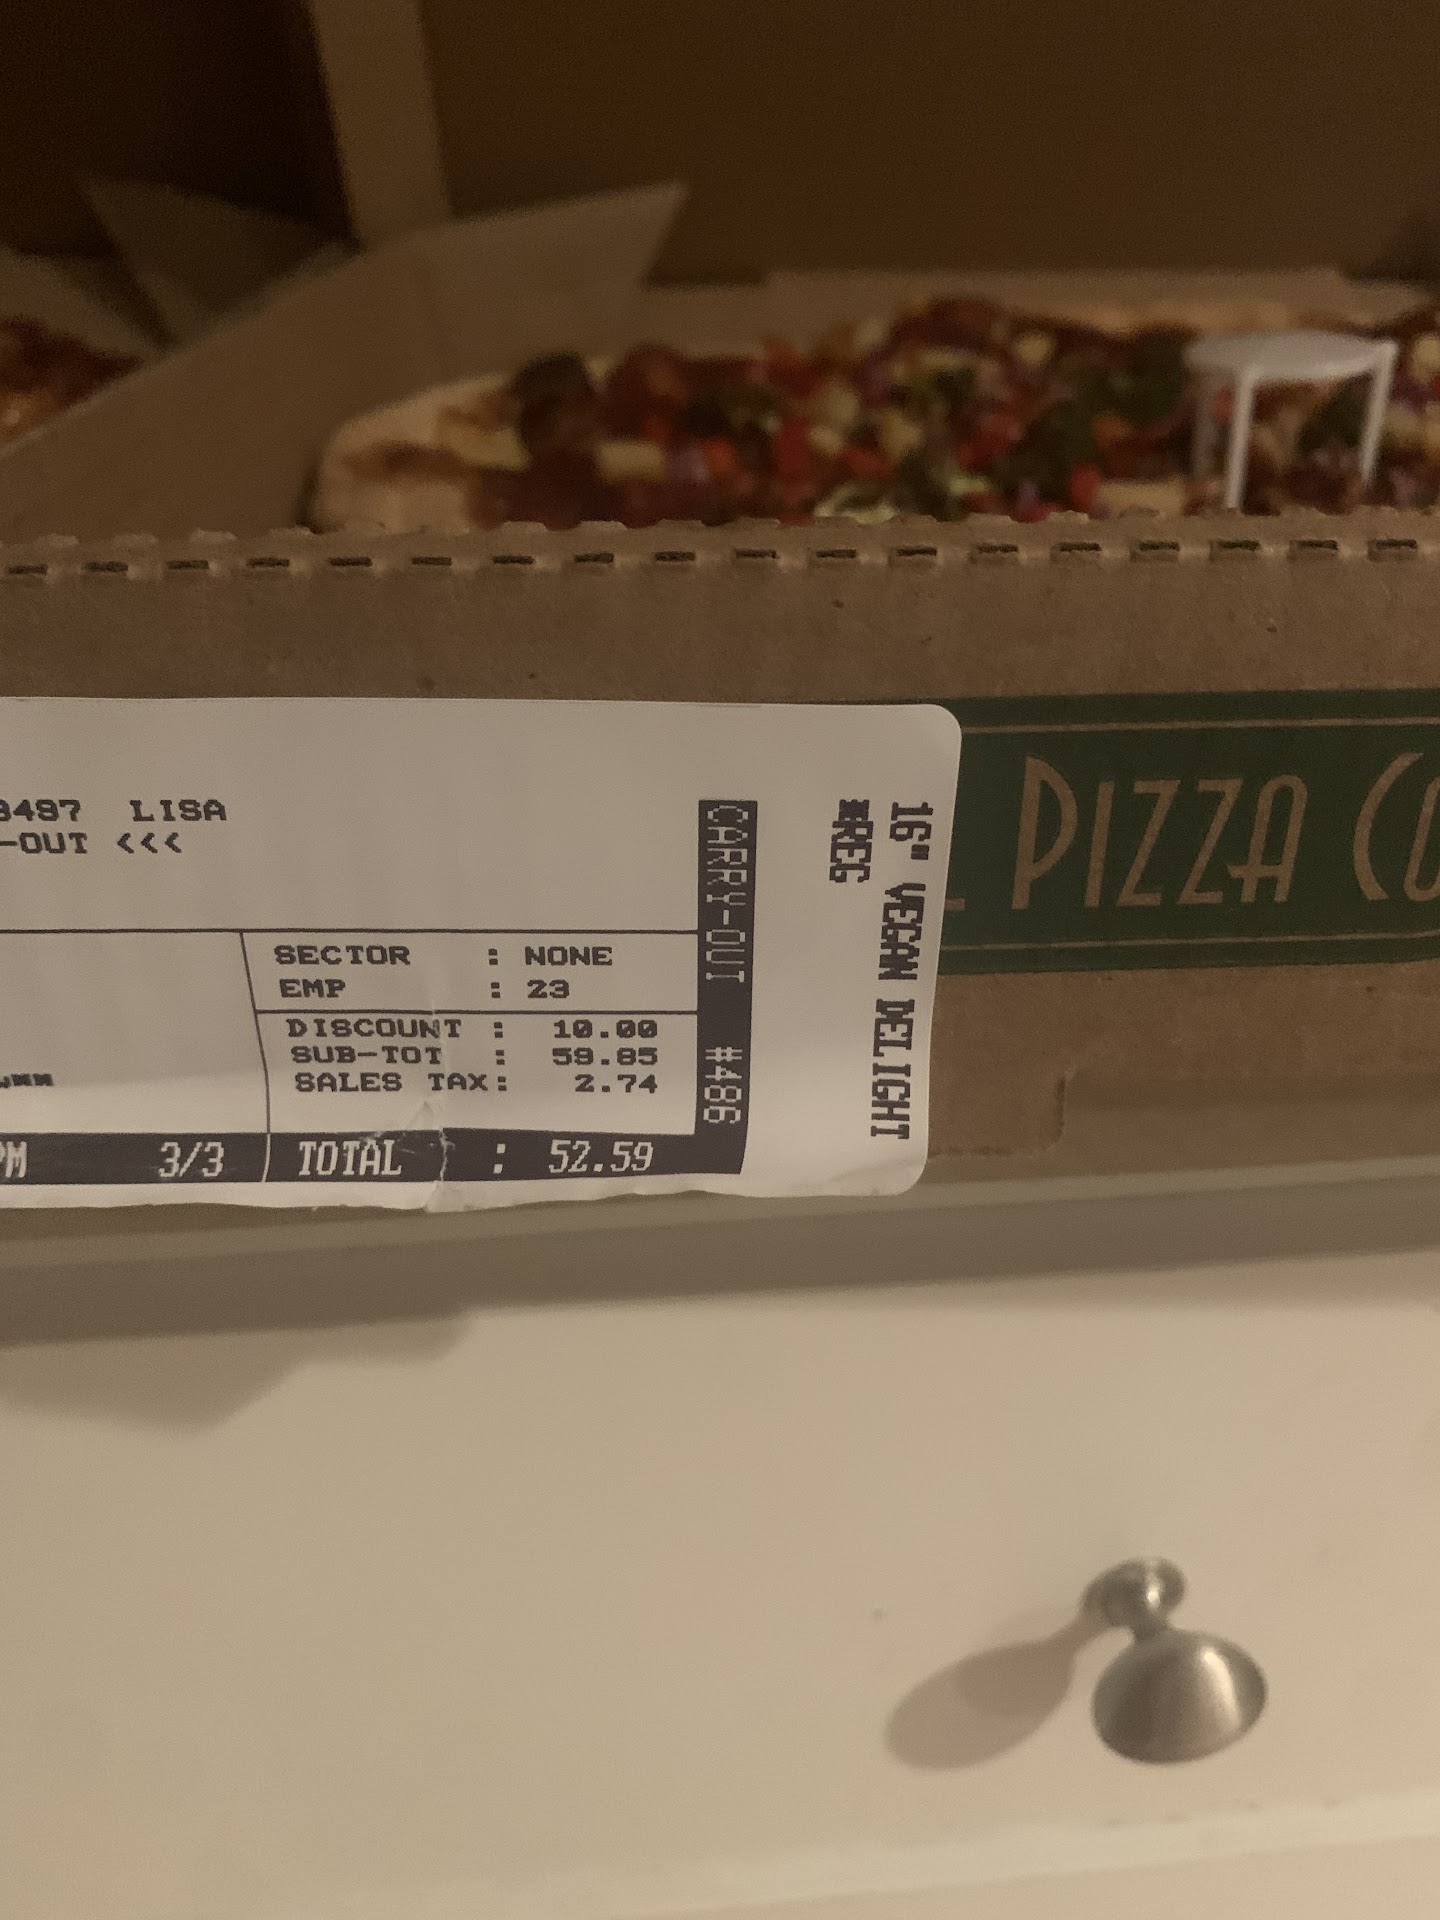 3497 LISA
-OUT <<<
SECTOR : NONE
EMP : 23
DISCOUNT : 10.00
SUB-TOT : 59.85
SALES TAX: 2.74
PM 3/3 TOTAL : 52.59
CARRY-OUT #486
16" VEGAN DELIGHT
*REG
PIZZA CO